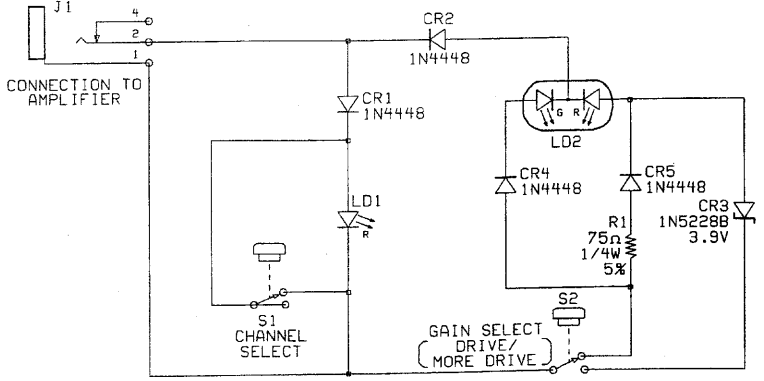 J1
4
2
1
CONNECTION TO
AMPLIFIER
CR2
1N4448
CR1
1N4448
G R
LD2
CR4
1N4448
CR5
1N4448
CR3
1N5228B
3.9V
LD1
R
R1
75Ω
1/4W
5%
S1
CHANNEL
SELECT
S2
GAIN SELECT
DRIVE/
MORE DRIVE